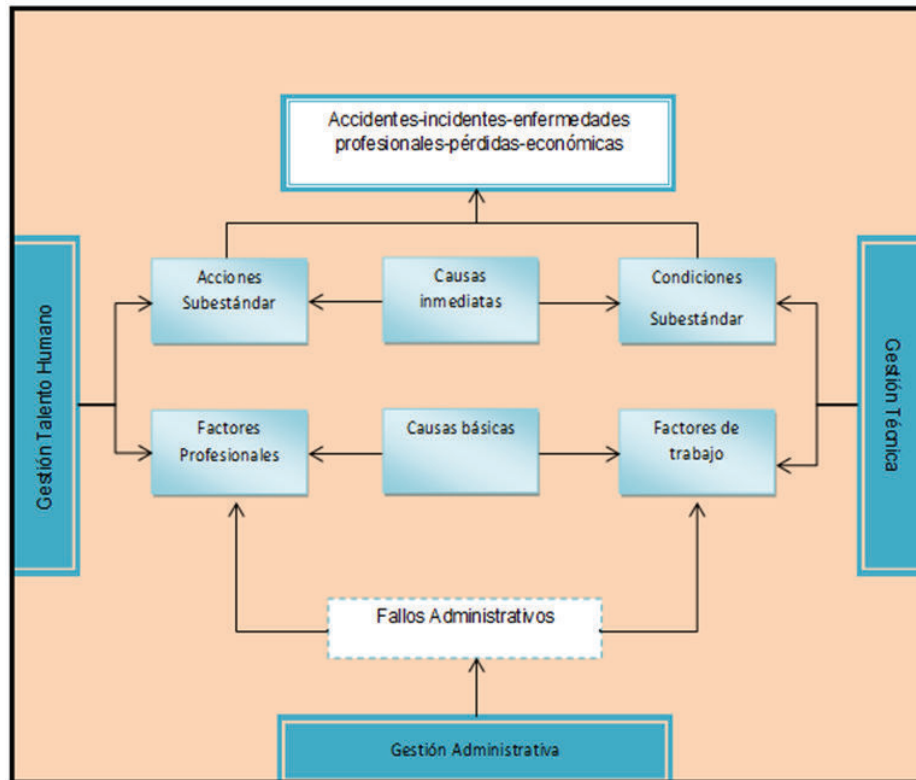 Accidentes-incidentes-enfermedades
profesionales-pérdidas-económicas
Acciones
Subestándar
Causas
inmediatas
Condiciones
Subestándar
Gestión Talento Humano
Gestión Técnica
Factores
Profesionales
Causas básicas
Factores de
trabajo
Fallos Administrativos
Gestión Administrativa